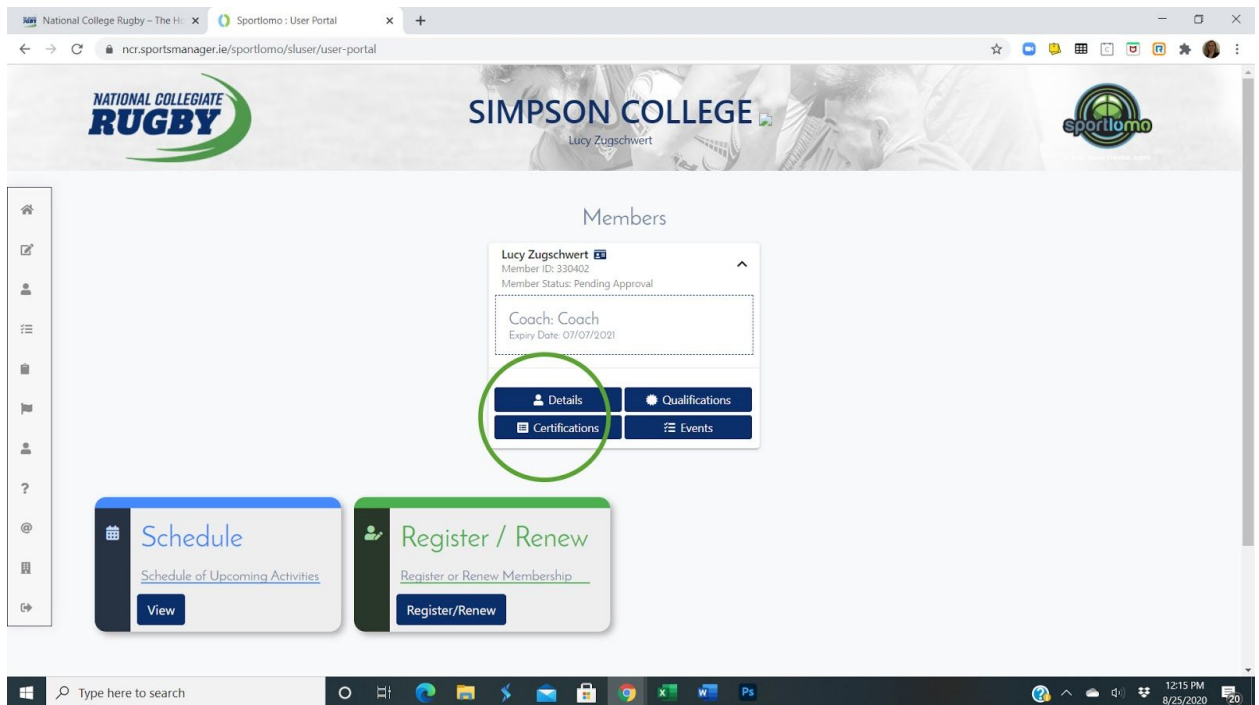 National College Rugby – The Ho
Sportlomo : User Portal
ncr.sportsmanager.ie/sportlomo/sluser/user-portal
NATIONAL COLLEGIATE
RUGBY
SIMPSON COLLEGE
Lucy Zugschwert
sportlomo
Members
Lucy Zugschwert
Member ID: 330402
Member Status: Pending Approval
Coach: Coach
Expiry Date: 07/07/2021
Details
Qualifications
Certifications
Events
Schedule
Schedule of Upcoming Activities
View
Register / Renew
Register or Renew Membership
Register/Renew
Type here to search
12:15 PM
8/25/2020
20